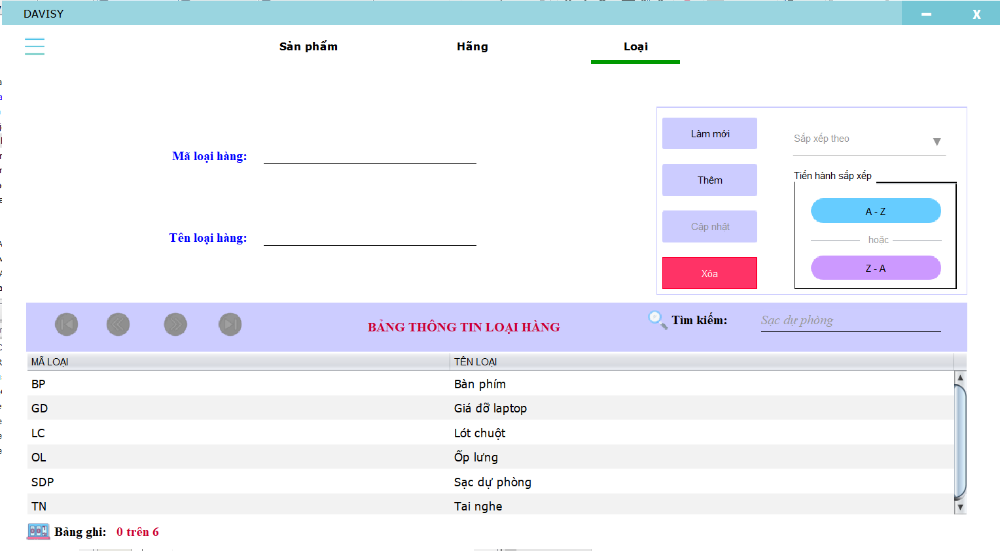 DAVISY
X
Sản phẩm Hãng Loại
Mã loại hàng:
Tên loại hàng:
Làm mới
Thêm
Cập nhật
Xóa
Sắp xếp theo ▼
Tiến hành sắp xếp
A - Z
hoặc
Z - A
BẢNG THÔNG TIN LOẠI HÀNG
Tìm kiếm: Sạc dự phòng
MÃ LOẠI TÊN LOẠI
BP Bàn phím
GD Giá đỡ laptop
LC Lót chuột
OL Ốp lưng
SDP Sạc dự phòng
TN Tai nghe
Bảng ghi: 0 trên 6